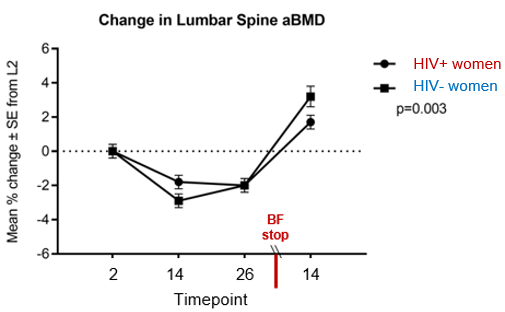 Change in Lumbar Spine aBMD
Mean % change ± SE from L2
6
4
2
0
-2
-4
-6
HIV+ women
HIV- women
p=0.003
BF
stop
2 14 26 14
Timepoint